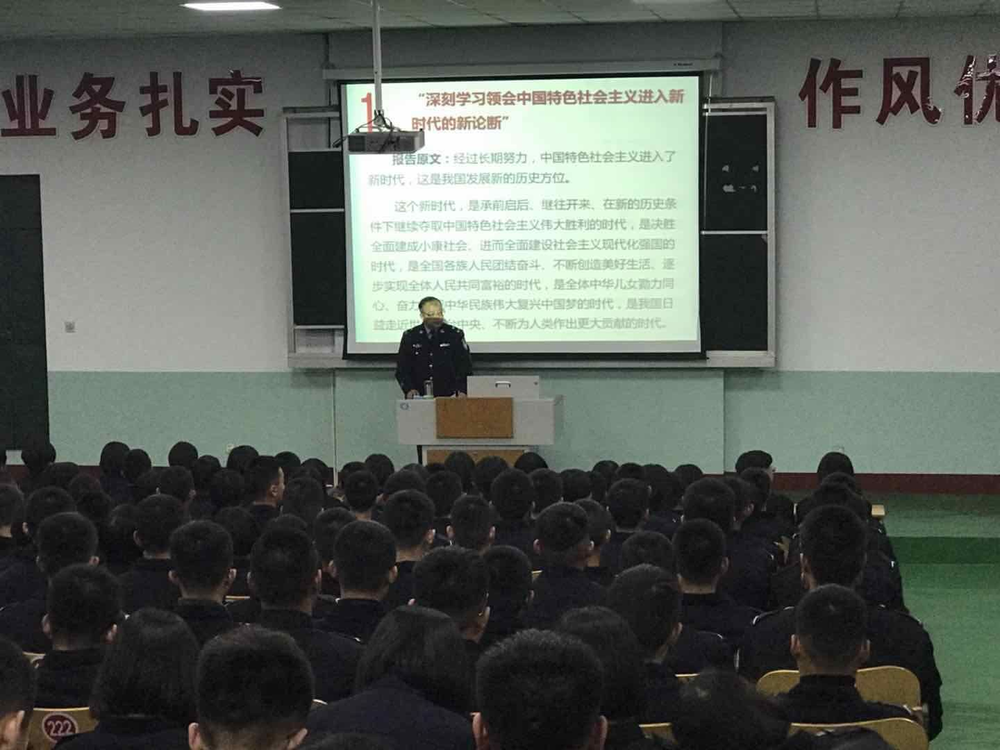 业务扎实
作风优
1
“深刻学习领会中国特色社会主义进入新
时代的新论断”
报告原文：经过长期努力，中国特色社会主义进入了
新时代，这是我国发展新的历史方位。
这个新时代，是承前启后、继往开来、在新的历史条
件下继续夺取中国特色社会主义伟大胜利的时代，是决胜
全面建成小康社会、进而全面建设社会主义现代化强国的
时代，是全国各族人民团结奋斗、不断创造美好生活、逐
步实现全体人民共同富裕的时代，是全体中华儿女勠力同
心、奋力中华民族伟大复兴中国梦的时代，是我国日
益走近世台中央、不断为人类作出更大贡献的时代。
222